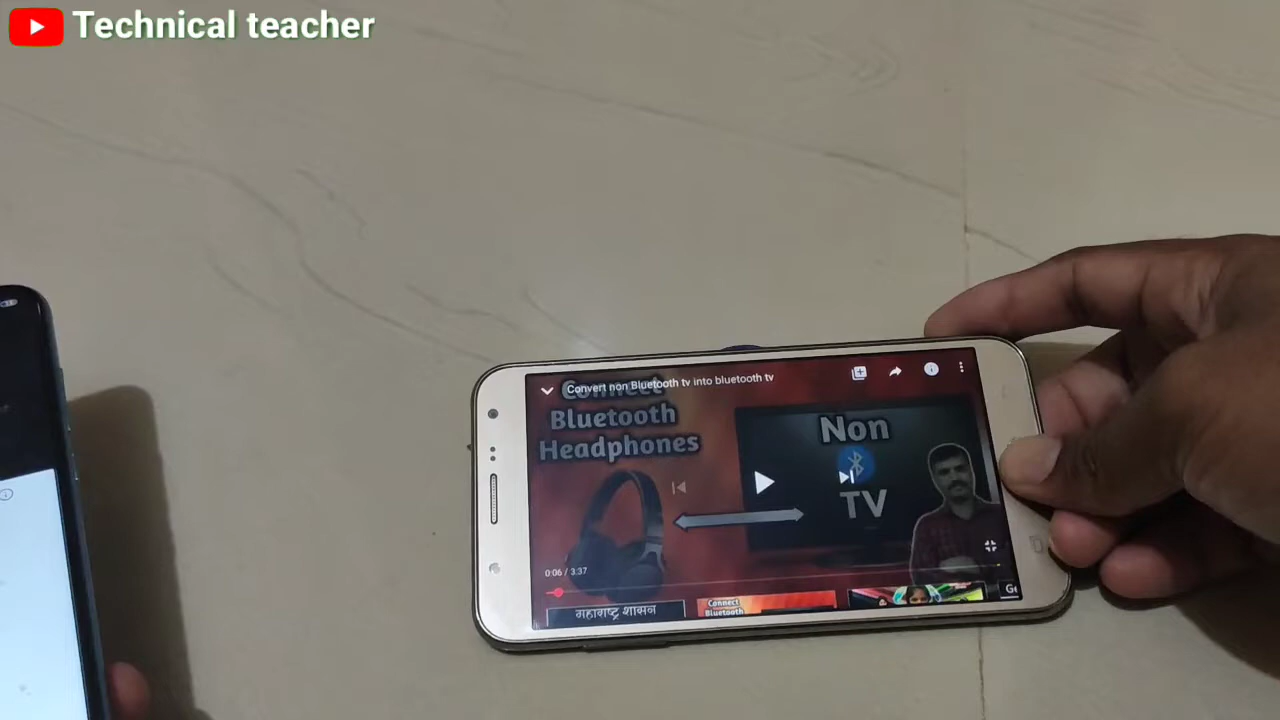 Technical teacher
Convert non Bluetooth tv into bluetooth tv
Connect
Bluetooth
Headphones
Non
TV
0:06 / 3:37
महाराष्ट्र शासन
Connect
Bluetooth